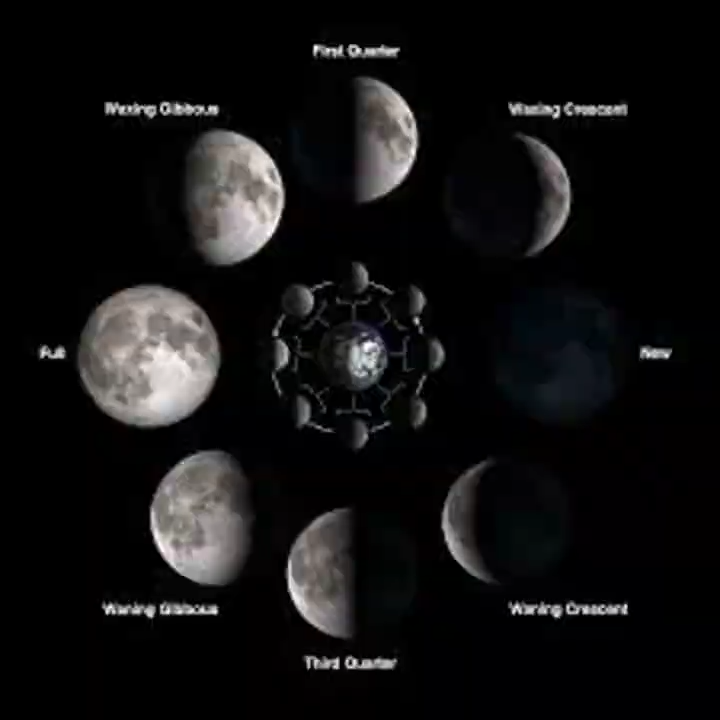 First Quarter
Waxing Gibbous
Waxing Crescent
Full
New
Waning Gibbous
Waning Crescent
Third Quarter